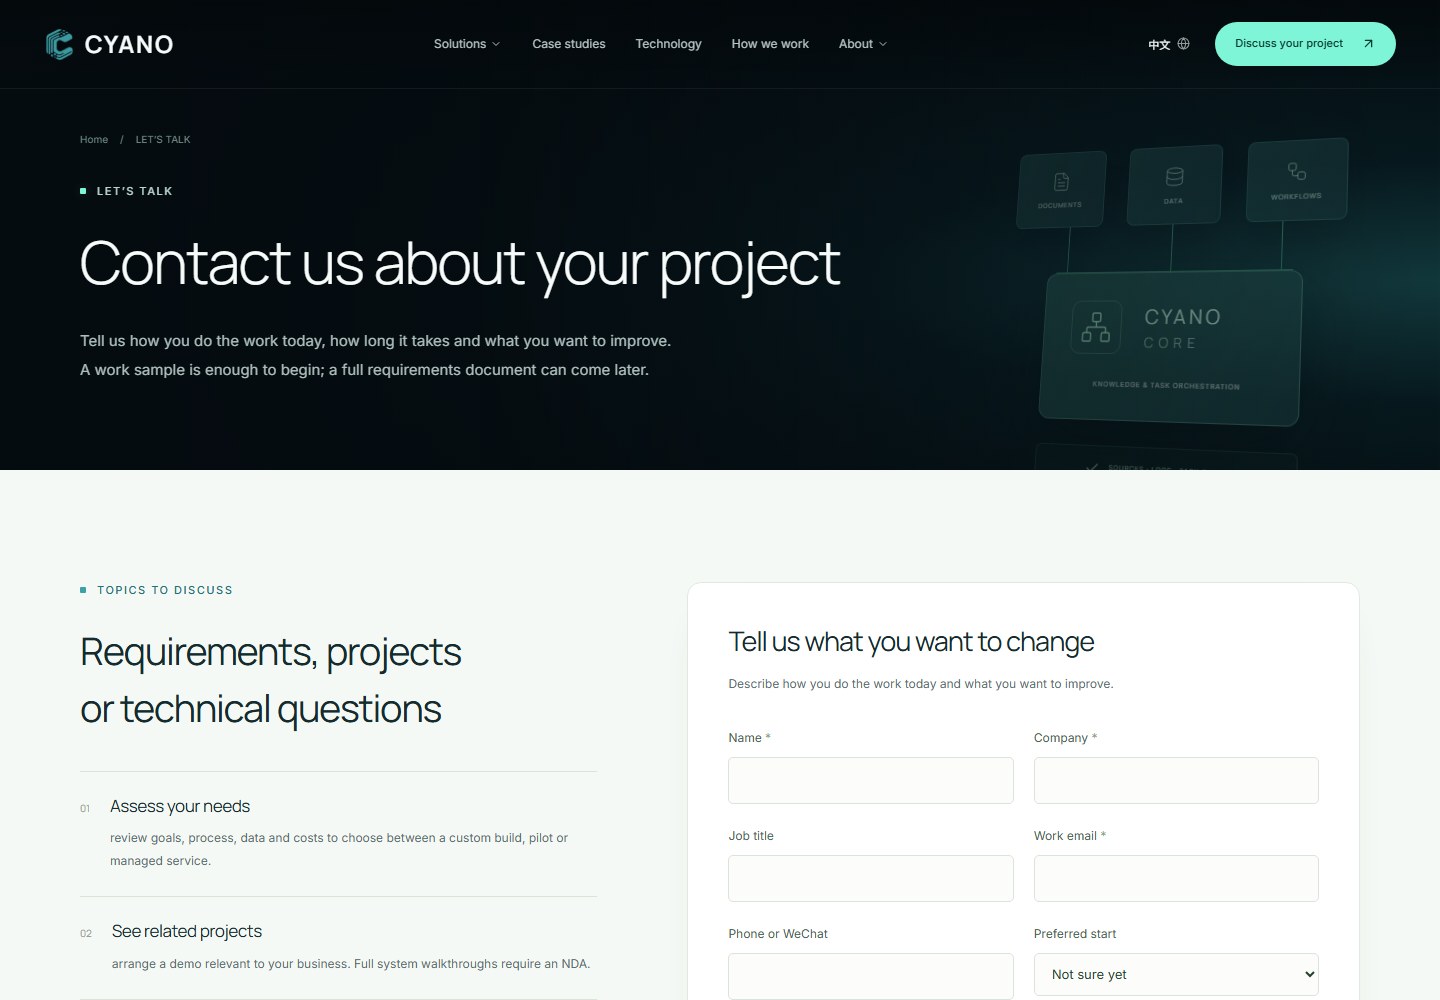 CYANO
Solutions
Case studies
Technology
How we work
About
中文
Discuss your project
Home / LET'S TALK
LET'S TALK
Contact us about your project
Tell us how you do the work today, how long it takes and what you want to improve.
A work sample is enough to begin; a full requirements document can come later.
DOCUMENTS
DATA
WORKFLOWS
CYANO
CORE
KNOWLEDGE & TASK ORCHESTRATION
TOPICS TO DISCUSS
Requirements, projects
or technical questions
01 Assess your needs
review goals, process, data and costs to choose between a custom build, pilot or
managed service.
02 See related projects
arrange a demo relevant to your business. Full system walkthroughs require an NDA.
Tell us what you want to change
Describe how you do the work today and what you want to improve.
Name *
Company *
Job title
Work email *
Phone or WeChat
Preferred start
Not sure yet